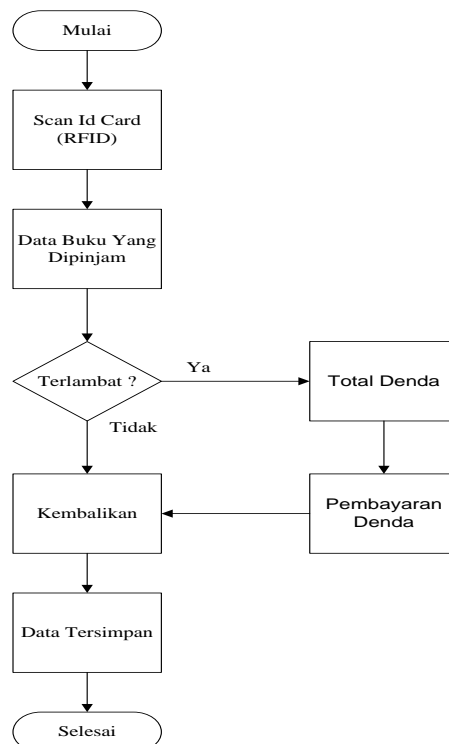 Mulai
Scan Id Card
(RFID)
Data Buku Yang
Dipinjam
Terlambat ?
Ya
Total Denda
Tidak
Kembalikan
Pembayaran
Denda
Data Tersimpan
Selesai